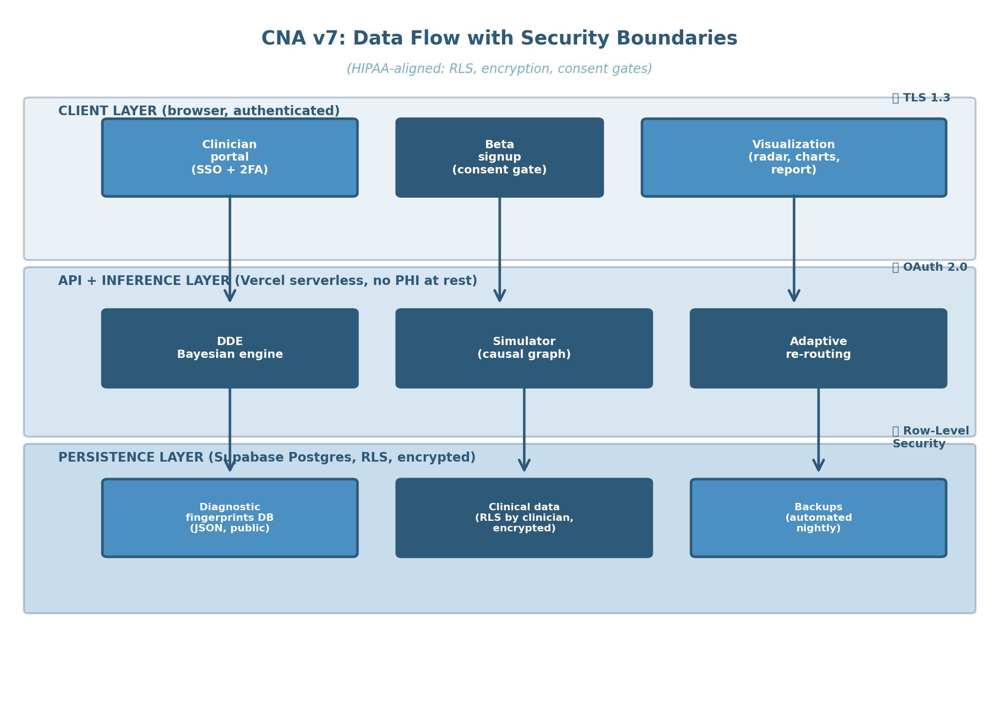 CNA v7: Data Flow with Security Boundaries
(HIPAA-aligned: RLS, encryption, consent gates)
TLS 1.3
CLIENT LAYER (browser, authenticated)
Clinician
portal
(SSO + 2FA)
Beta
signup
(consent gate)
Visualization
(radar, charts,
report)
OAuth 2.0
API + INFERENCE LAYER (Vercel serverless, no PHI at rest)
DDE
Bayesian engine
Simulator
(causal graph)
Adaptive
re-routing
Row-Level
Security
PERSISTENCE LAYER (Supabase Postgres, RLS, encrypted)
Diagnostic
fingerprints DB
(JSON, public)
Clinical data
(RLS by clinician,
encrypted)
Backups
(automated
nightly)